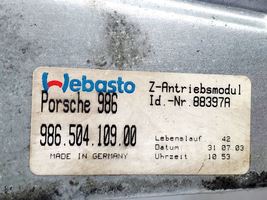 Webasto
Z-Antriebsmodul
Porsche 986
Id.-Nr.88397A
986.504.109.00
MADE IN GERMANY
Lebenslauf 42
Datum 31 07 03
Uhrzeit 10 53